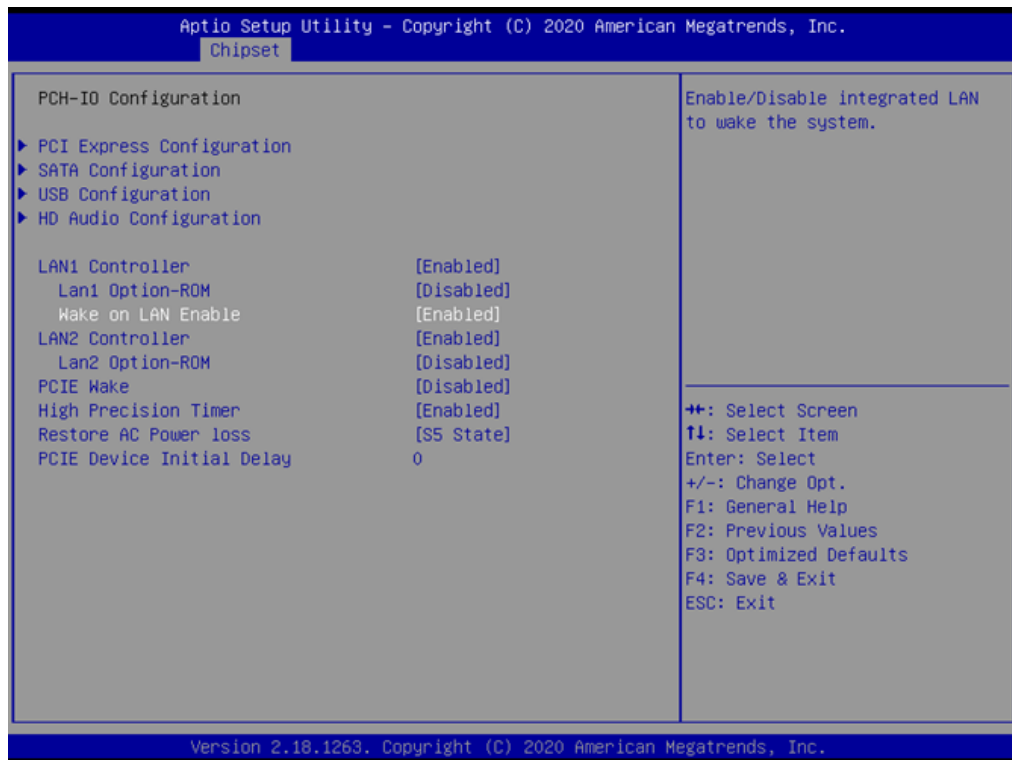 Aptio Setup Utility – Copyright (C) 2020 American Megatrends, Inc.
Chipset
PCH-IO Configuration
PCI Express Configuration
SATA Configuration
USB Configuration
HD Audio Configuration
LAN1 Controller [Enabled]
Lan1 Option-ROM [Disabled]
Wake on LAN Enable [Enabled]
LAN2 Controller [Enabled]
Lan2 Option-ROM [Disabled]
PCIE Wake [Disabled]
High Precision Timer [Enabled]
Restore AC Power loss [S5 State]
PCIE Device Initial Delay 0
Enable/Disable integrated LAN
to wake the system.
→←: Select Screen
↑↓: Select Item
Enter: Select
+/-: Change Opt.
F1: General Help
F2: Previous Values
F3: Optimized Defaults
F4: Save & Exit
ESC: Exit
Version 2.18.1263. Copyright (C) 2020 American Megatrends, Inc.